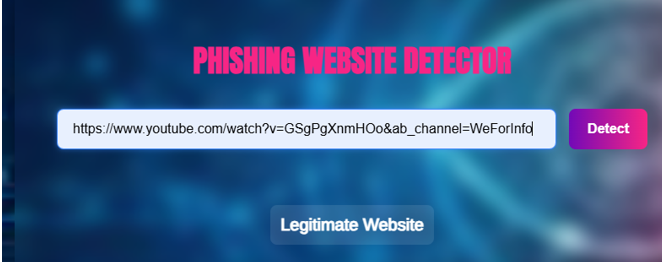 PHISHING WEBSITE DETECTOR
https://www.youtube.com/watch?v=GSgPgXnmHOo&ab_channel=WeForInfo
Detect
Legitimate Website